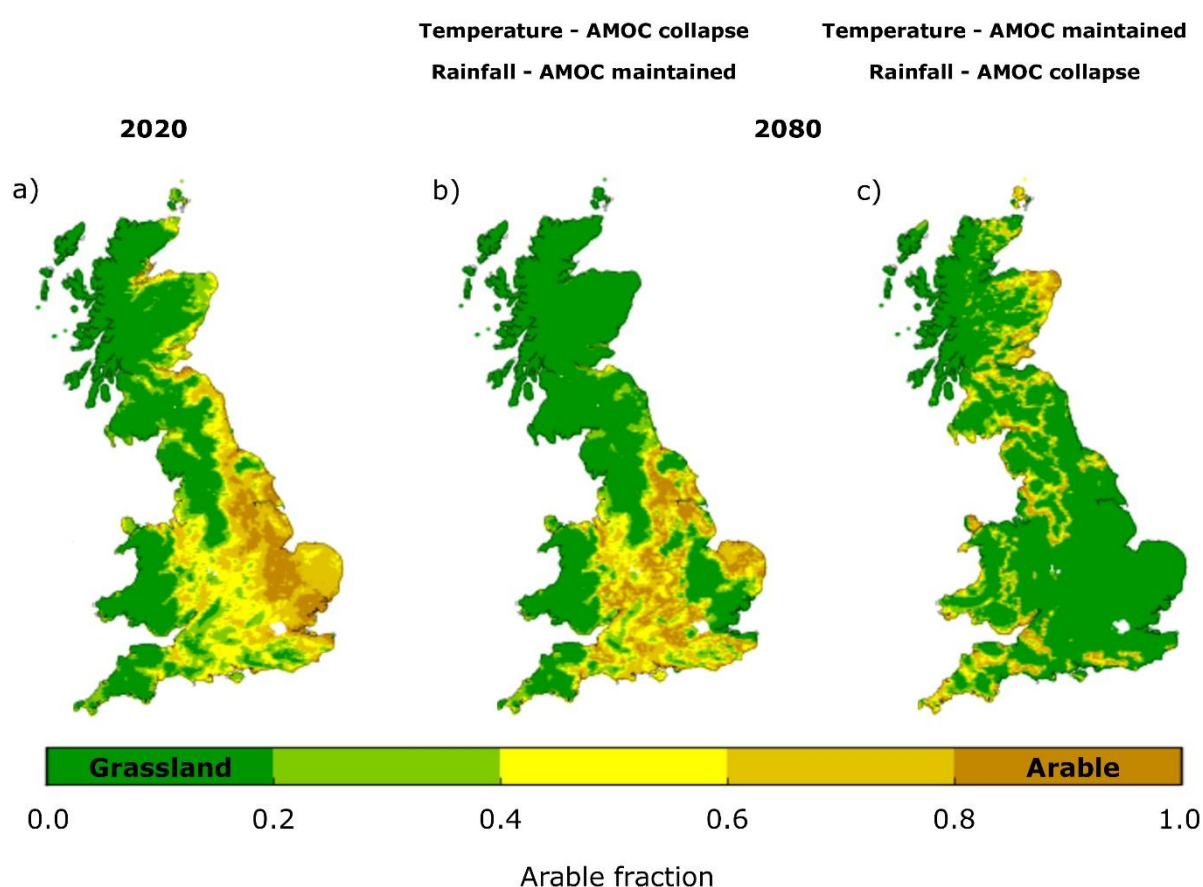 Temperature - AMOC collapse
Rainfall - AMOC maintained
Temperature - AMOC maintained
Rainfall - AMOC collapse
2020
2080
a)
b)
c)
Grassland
Arable
0.0 0.2 0.4 0.6 0.8 1.0
Arable fraction